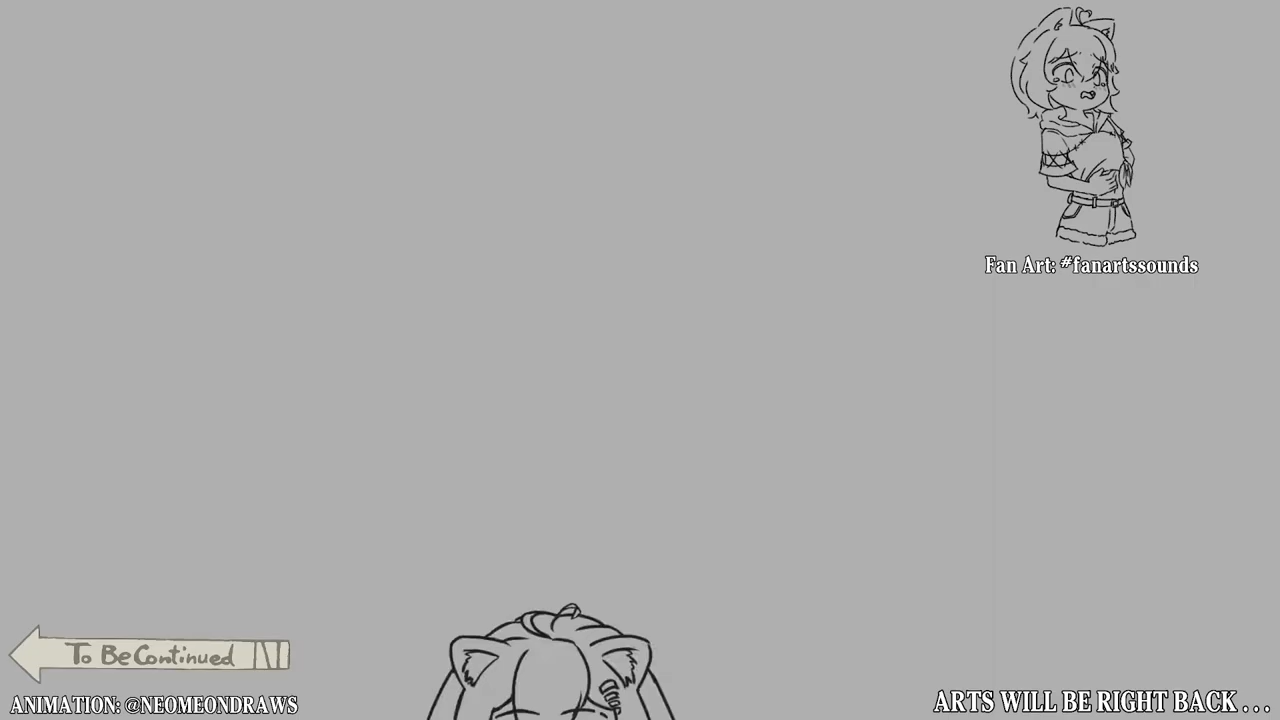 Fan Art: #fanartssounds
To Be Continued
ANIMATION: @NEOMEONDRAWS
ARTS WILL BE RIGHT BACK . . .